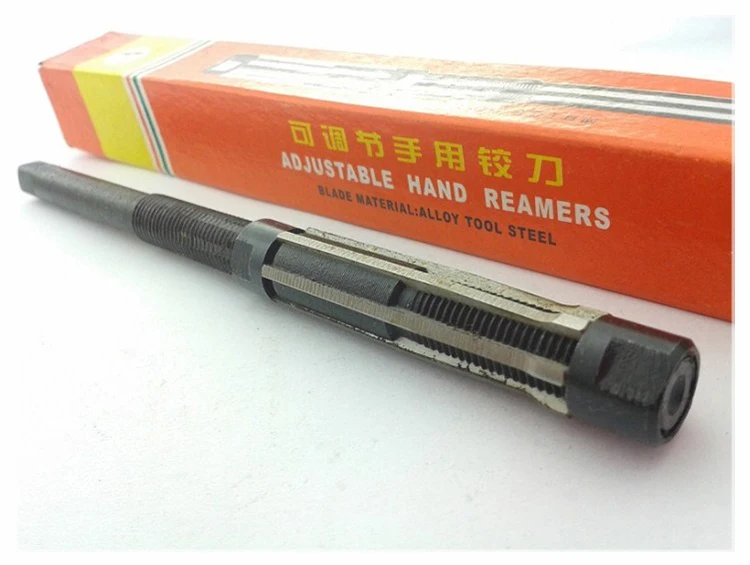 可调节手用铰刀
ADJUSTABLE HAND REAMERS
BLADE MATERIAL:ALLOY TOOL STEEL